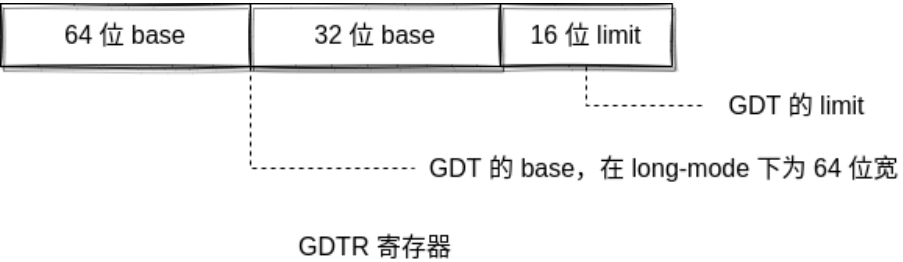 64 位 base 32 位 base 16 位 limit
GDT 的 limit
GDT 的 base，在 long-mode 下为 64 位宽
GDTR 寄存器